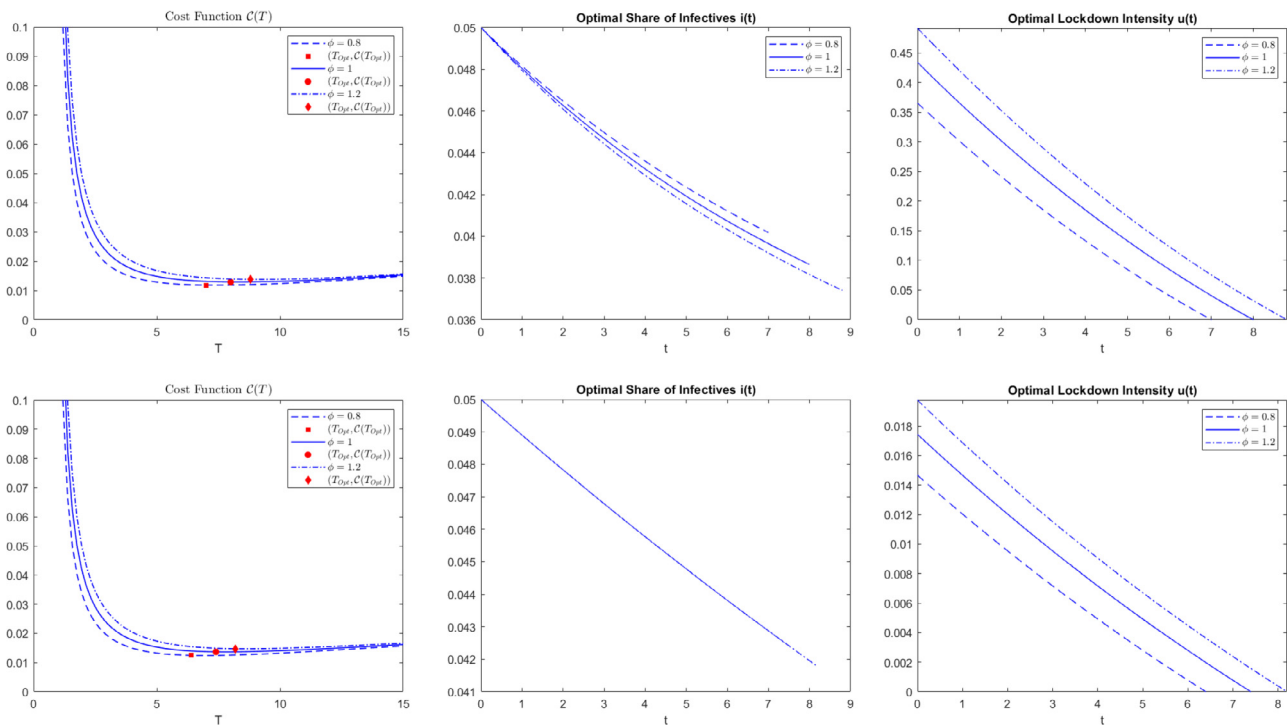 Cost Function C(T)
0.1
0.09
0.08
0.07
0.06
0.05
0.04
0.03
0.02
0.01
0
0 5 10 15
T
ϕ = 0.8
(T_Opt, C(T_Opt))
ϕ = 1
(T_Opt, C(T_Opt))
ϕ = 1.2
(T_Opt, C(T_Opt))
Optimal Share of Infectives i(t)
0.05
0.048
0.046
0.044
0.042
0.04
0.038
0.036
0 1 2 3 4 5 6 7 8 9
t
ϕ = 0.8
ϕ = 1
ϕ = 1.2
Optimal Lockdown Intensity u(t)
0.45
0.4
0.35
0.3
0.25
0.2
0.15
0.1
0.05
0
0 1 2 3 4 5 6 7 8
t
ϕ = 0.8
ϕ = 1
ϕ = 1.2
Cost Function C(T)
0.1
0.09
0.08
0.07
0.06
0.05
0.04
0.03
0.02
0.01
0
0 5 10 15
T
ϕ = 0.8
(T_Opt, C(T_Opt))
ϕ = 1
(T_Opt, C(T_Opt))
ϕ = 1.2
(T_Opt, C(T_Opt))
Optimal Share of Infectives i(t)
0.05
0.049
0.048
0.047
0.046
0.045
0.044
0.043
0.042
0.041
0 1 2 3 4 5 6 7 8 9
t
ϕ = 0.8
ϕ = 1
ϕ = 1.2
Optimal Lockdown Intensity u(t)
0.018
0.016
0.014
0.012
0.01
0.008
0.006
0.004
0.002
0
0 1 2 3 4 5 6 7 8
t
ϕ = 0.8
ϕ = 1
ϕ = 1.2